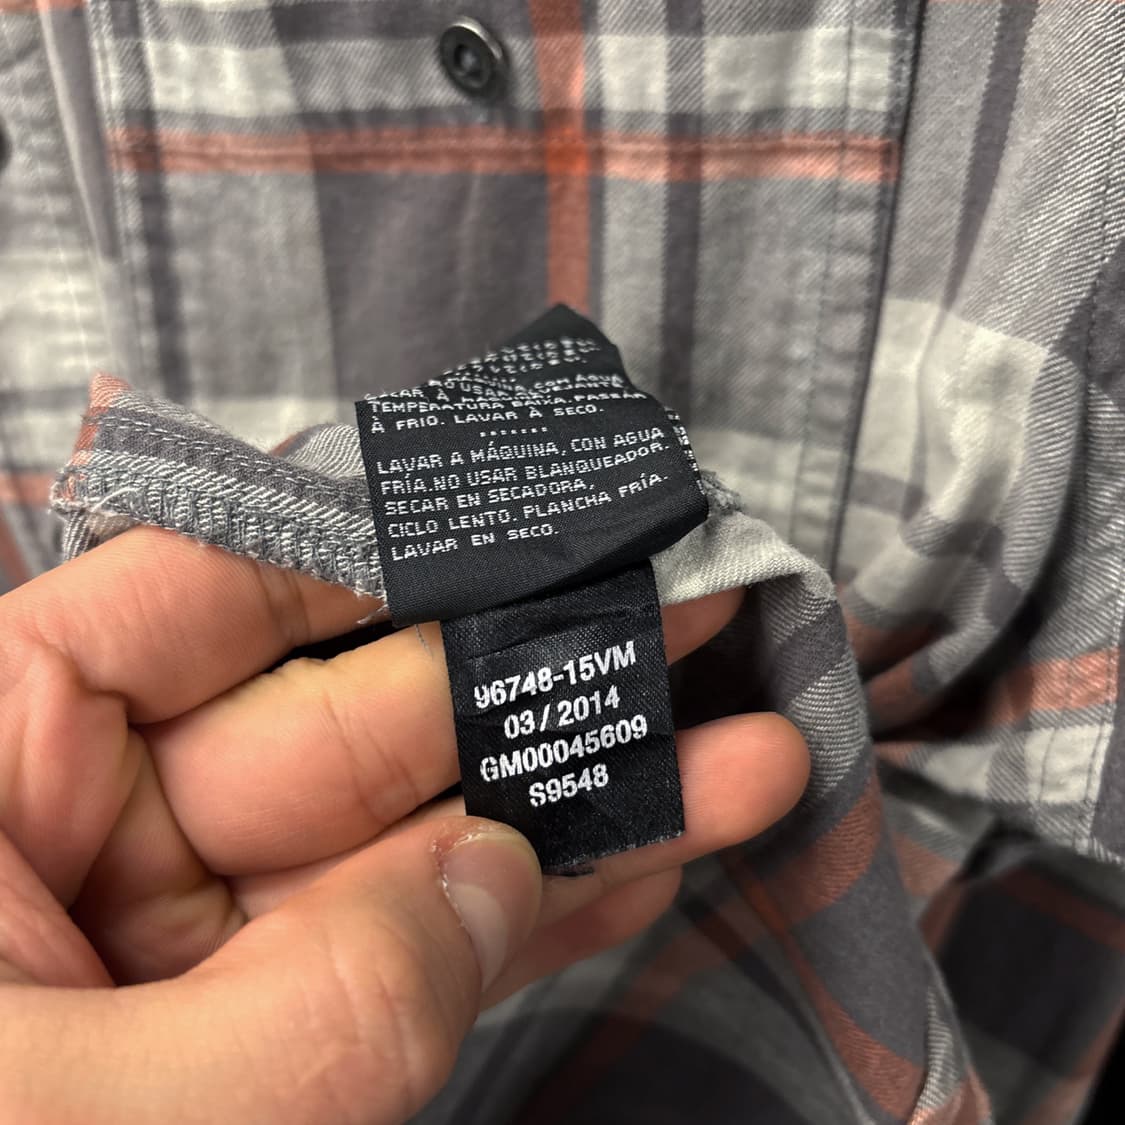 TEMPERATURA BAIXA. PASSAR
À FRIO. LAVAR À SECO.
.......
LAVAR A MÁQUINA, CON AGUA
FRÍA.NO USAR BLANQUEADOR.
SECAR EN SECADORA,
CICLO LENTO. PLANCHA FRÍA.
LAVAR EN SECO.
96748-15VM
03/2014
GM00045609
S9548